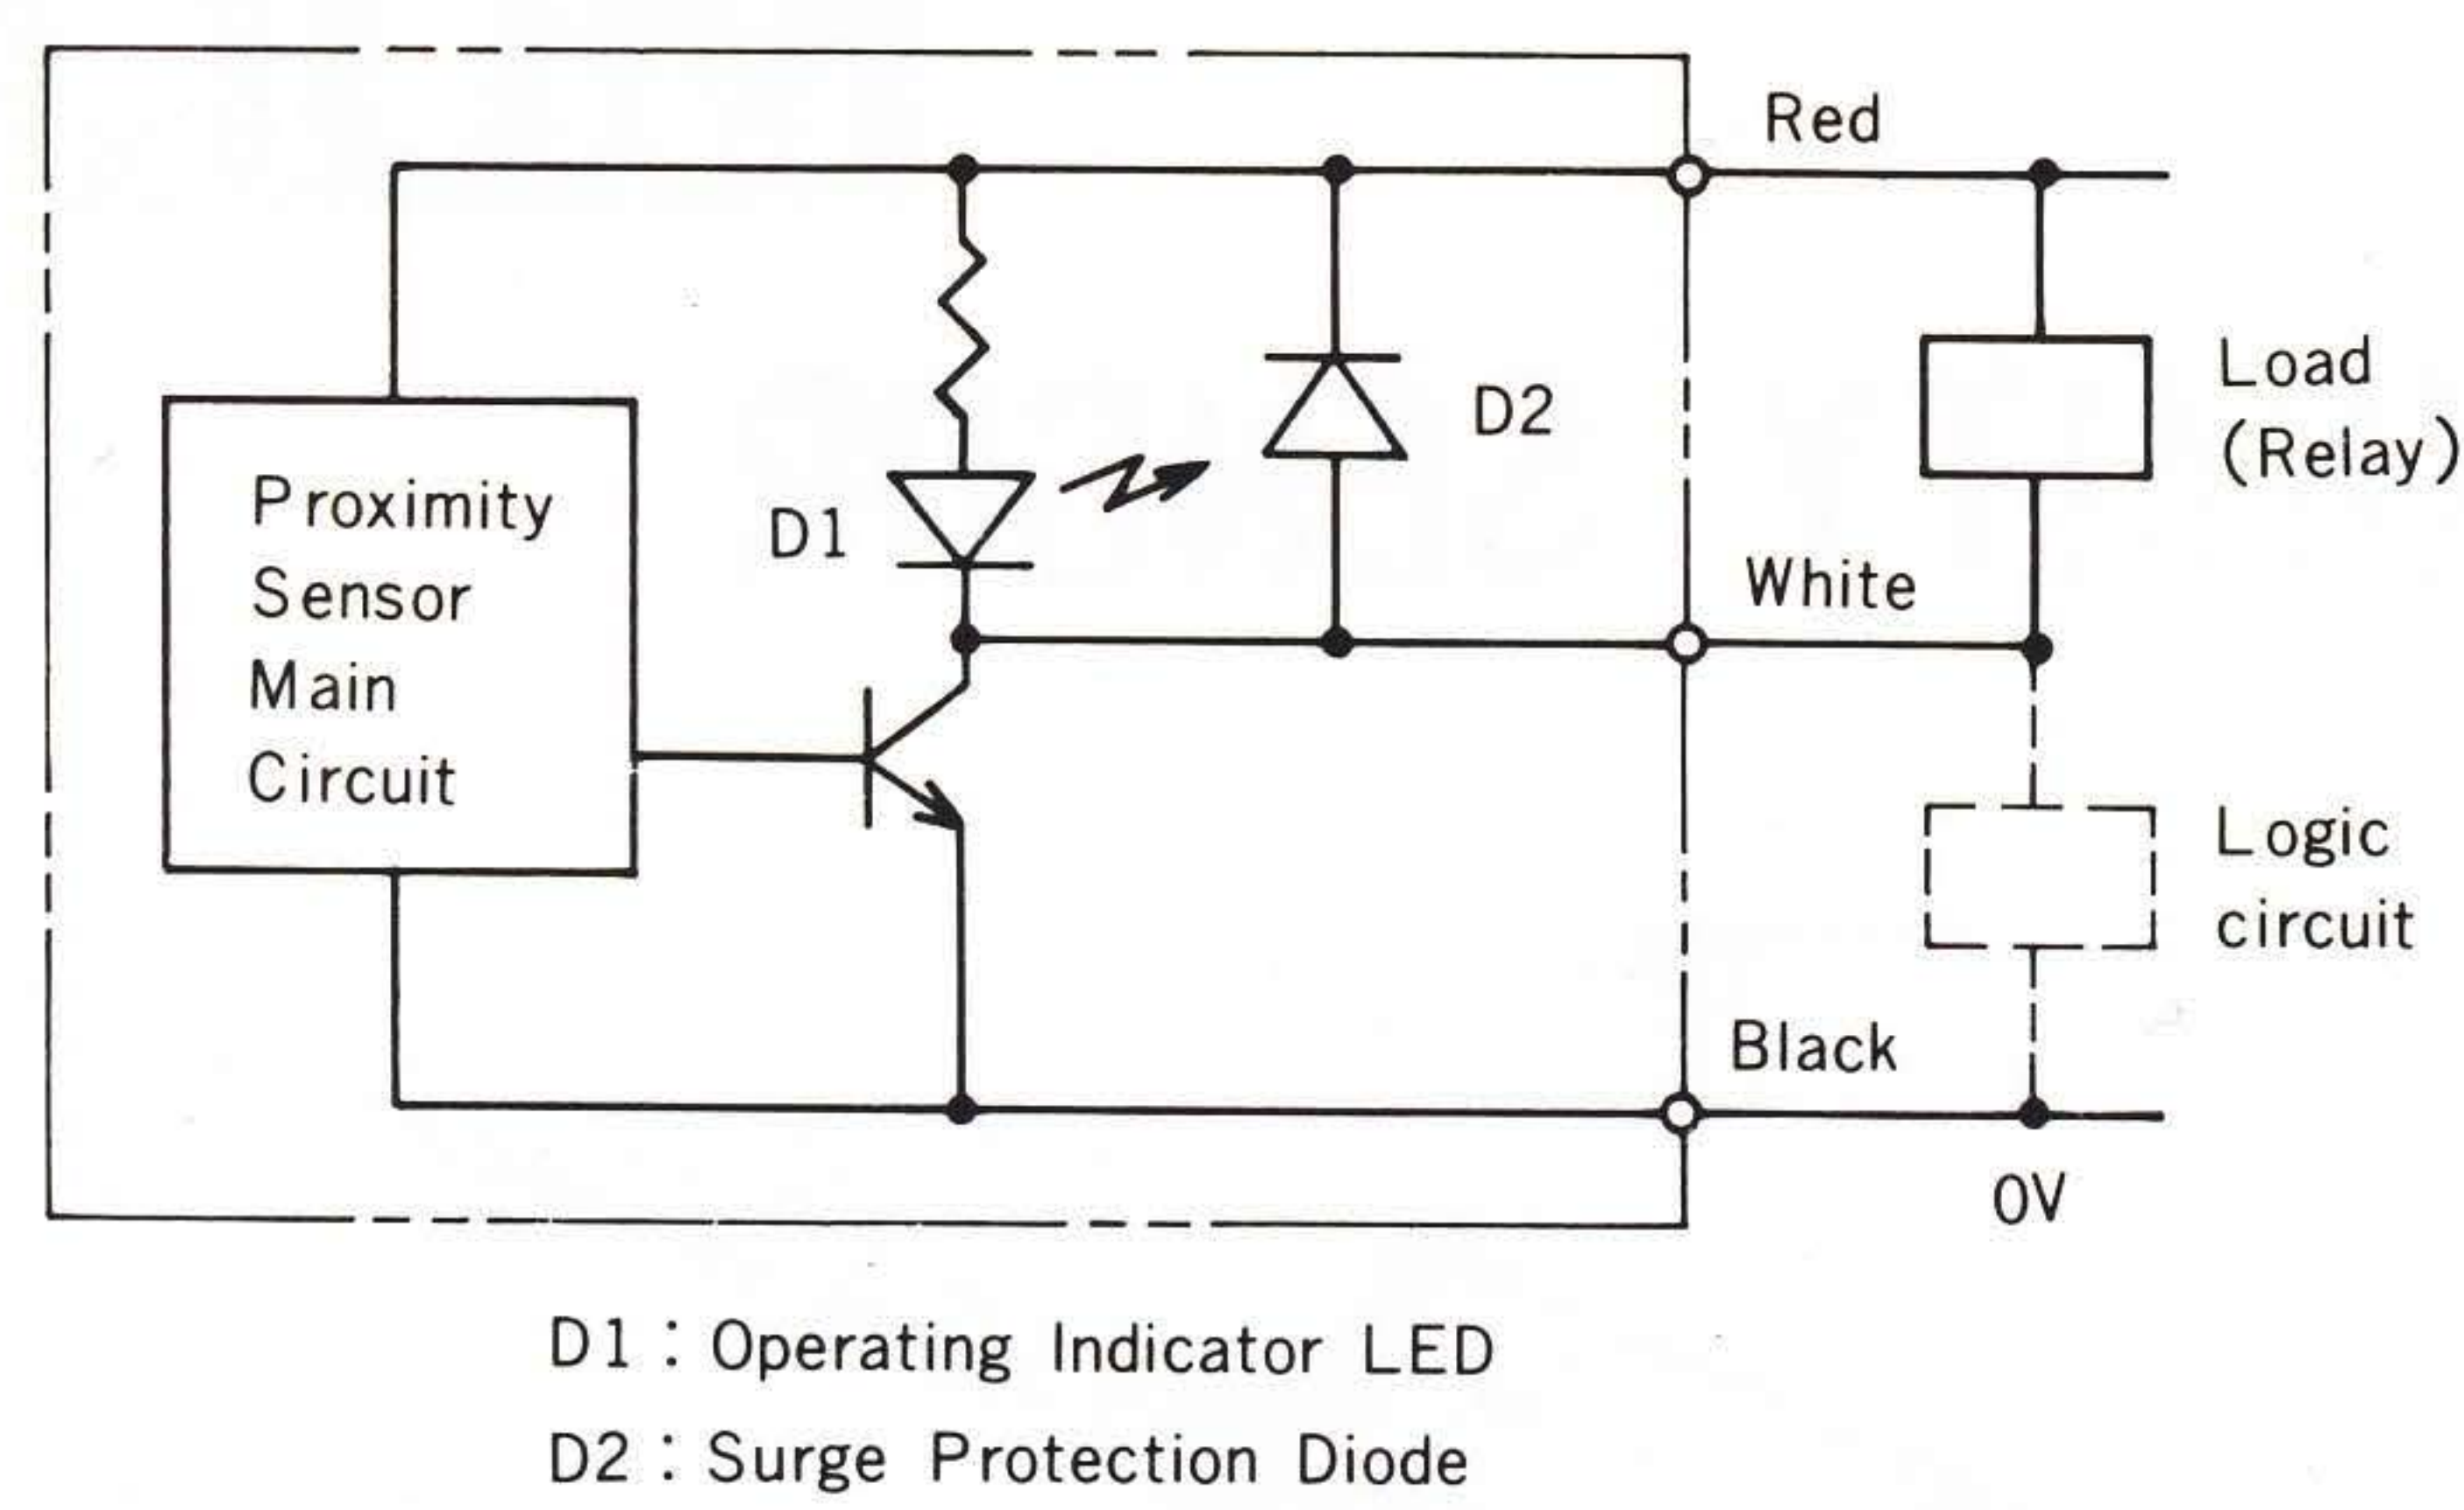 Red
Load
(Relay)
D2
Proximity
Sensor
Main
Circuit
D1
White
Logic
circuit
Black
0V
D1 : Operating Indicator LED
D2 : Surge Protection Diode